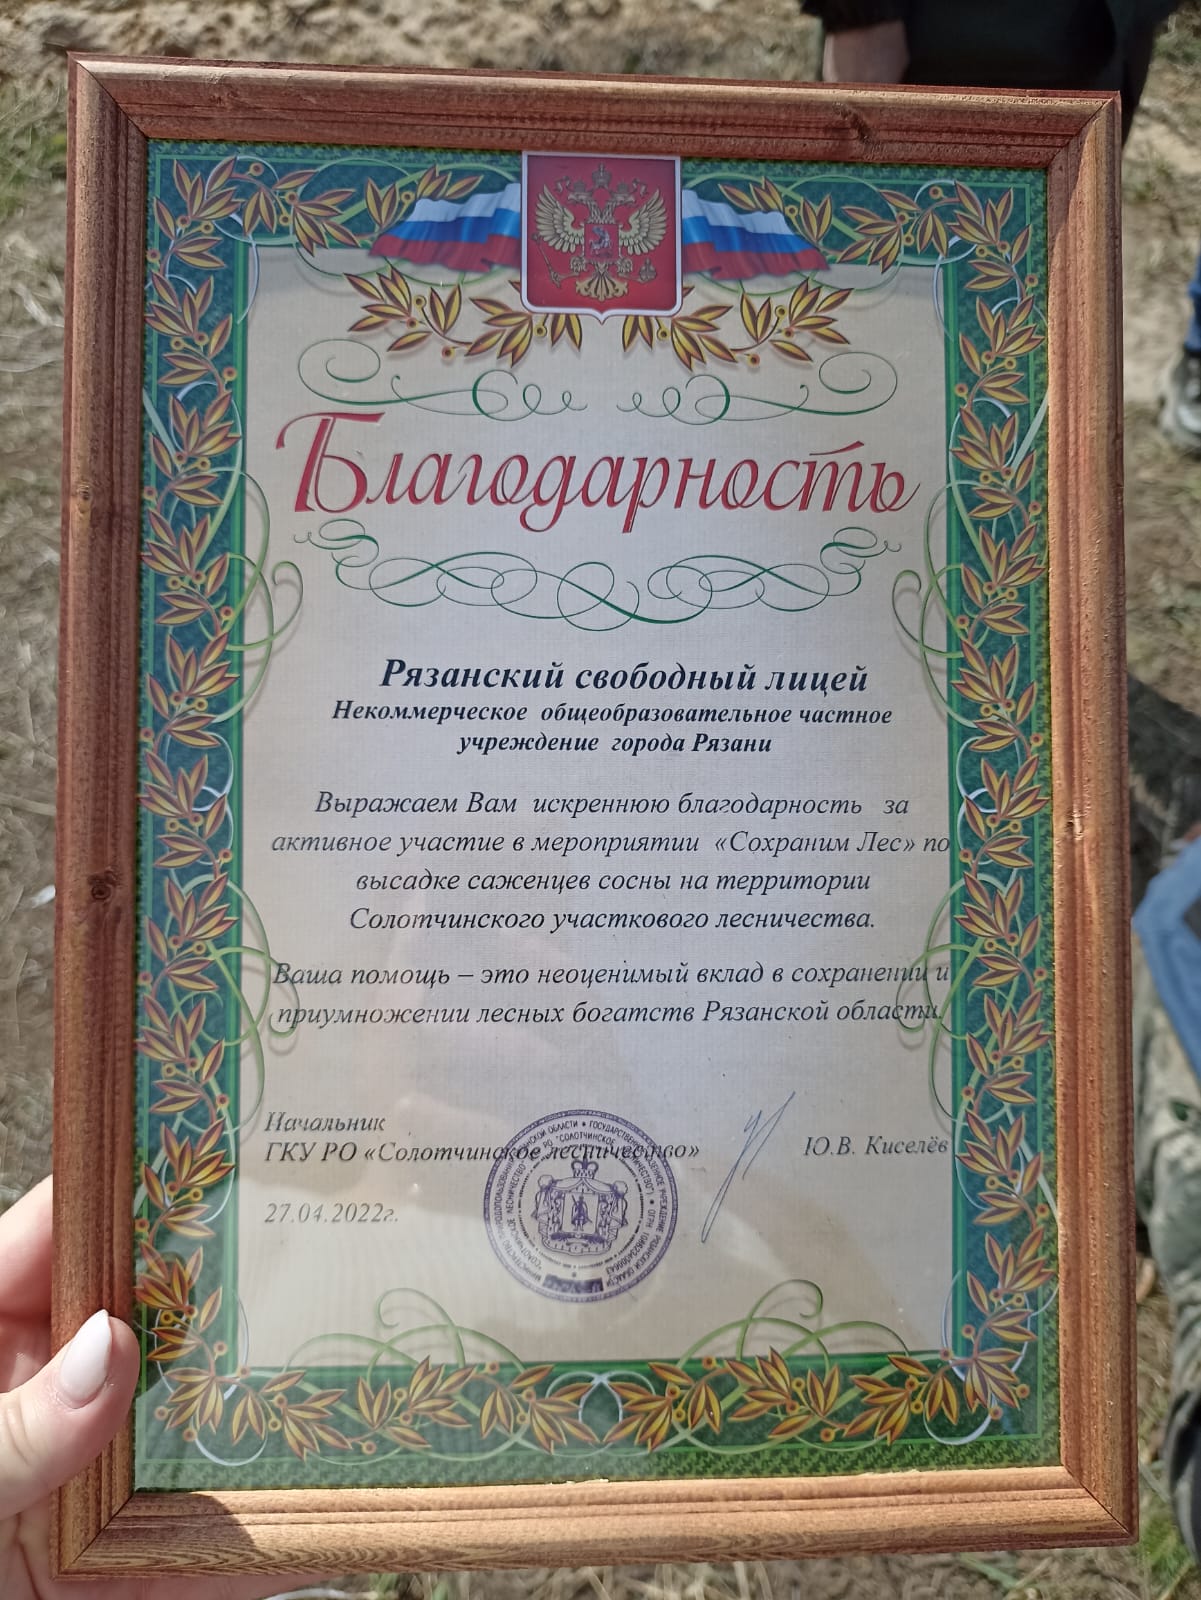 Благодарность
Рязанский свободный лицей
Некоммерческое общеобразовательное частное
учреждение города Рязани
Выражаем Вам искреннюю благодарность за
активное участие в мероприятии «Сохраним Лес» по
высадке саженцев сосны на территории
Солотчинского участкового лесничества.
Ваша помощь – это неоценимый вклад в сохранении и
приумножении лесных богатств Рязанской области.
Начальник
ГКУ РО «Солотчинское лесничество»
Ю.В. Киселёв
27.04.2022г.